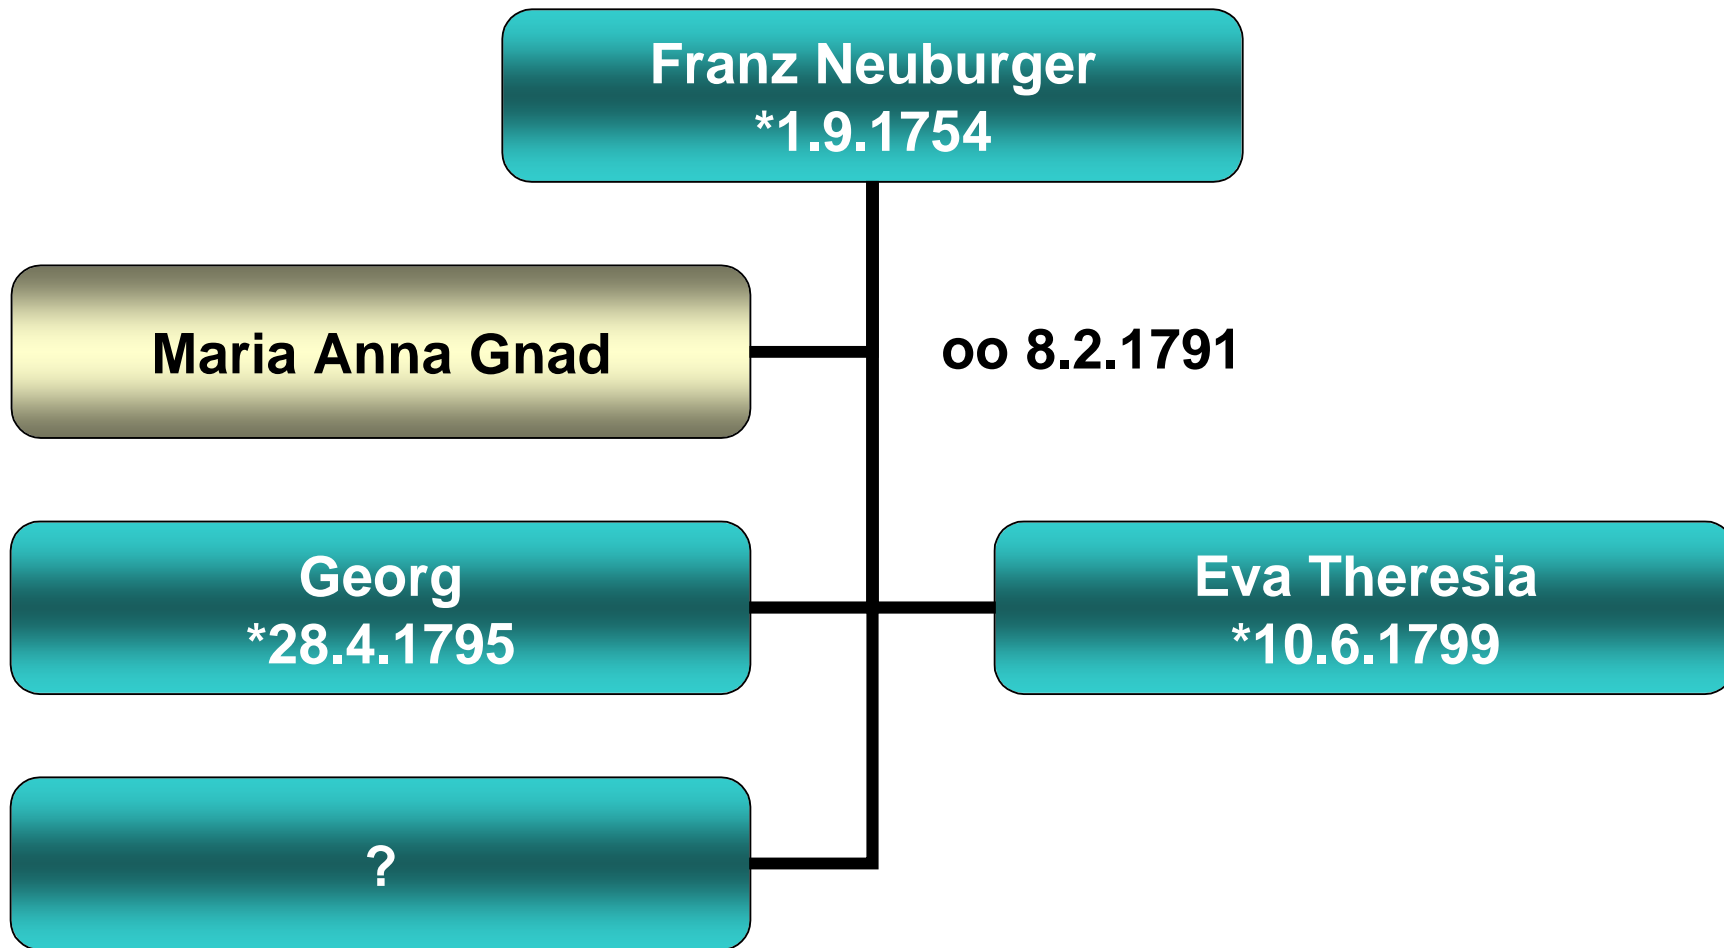 Franz Neuburger
*1.9.1754
Maria Anna Gnad
oo 8.2.1791
Georg
*28.4.1795
Eva Theresia
*10.6.1799
?